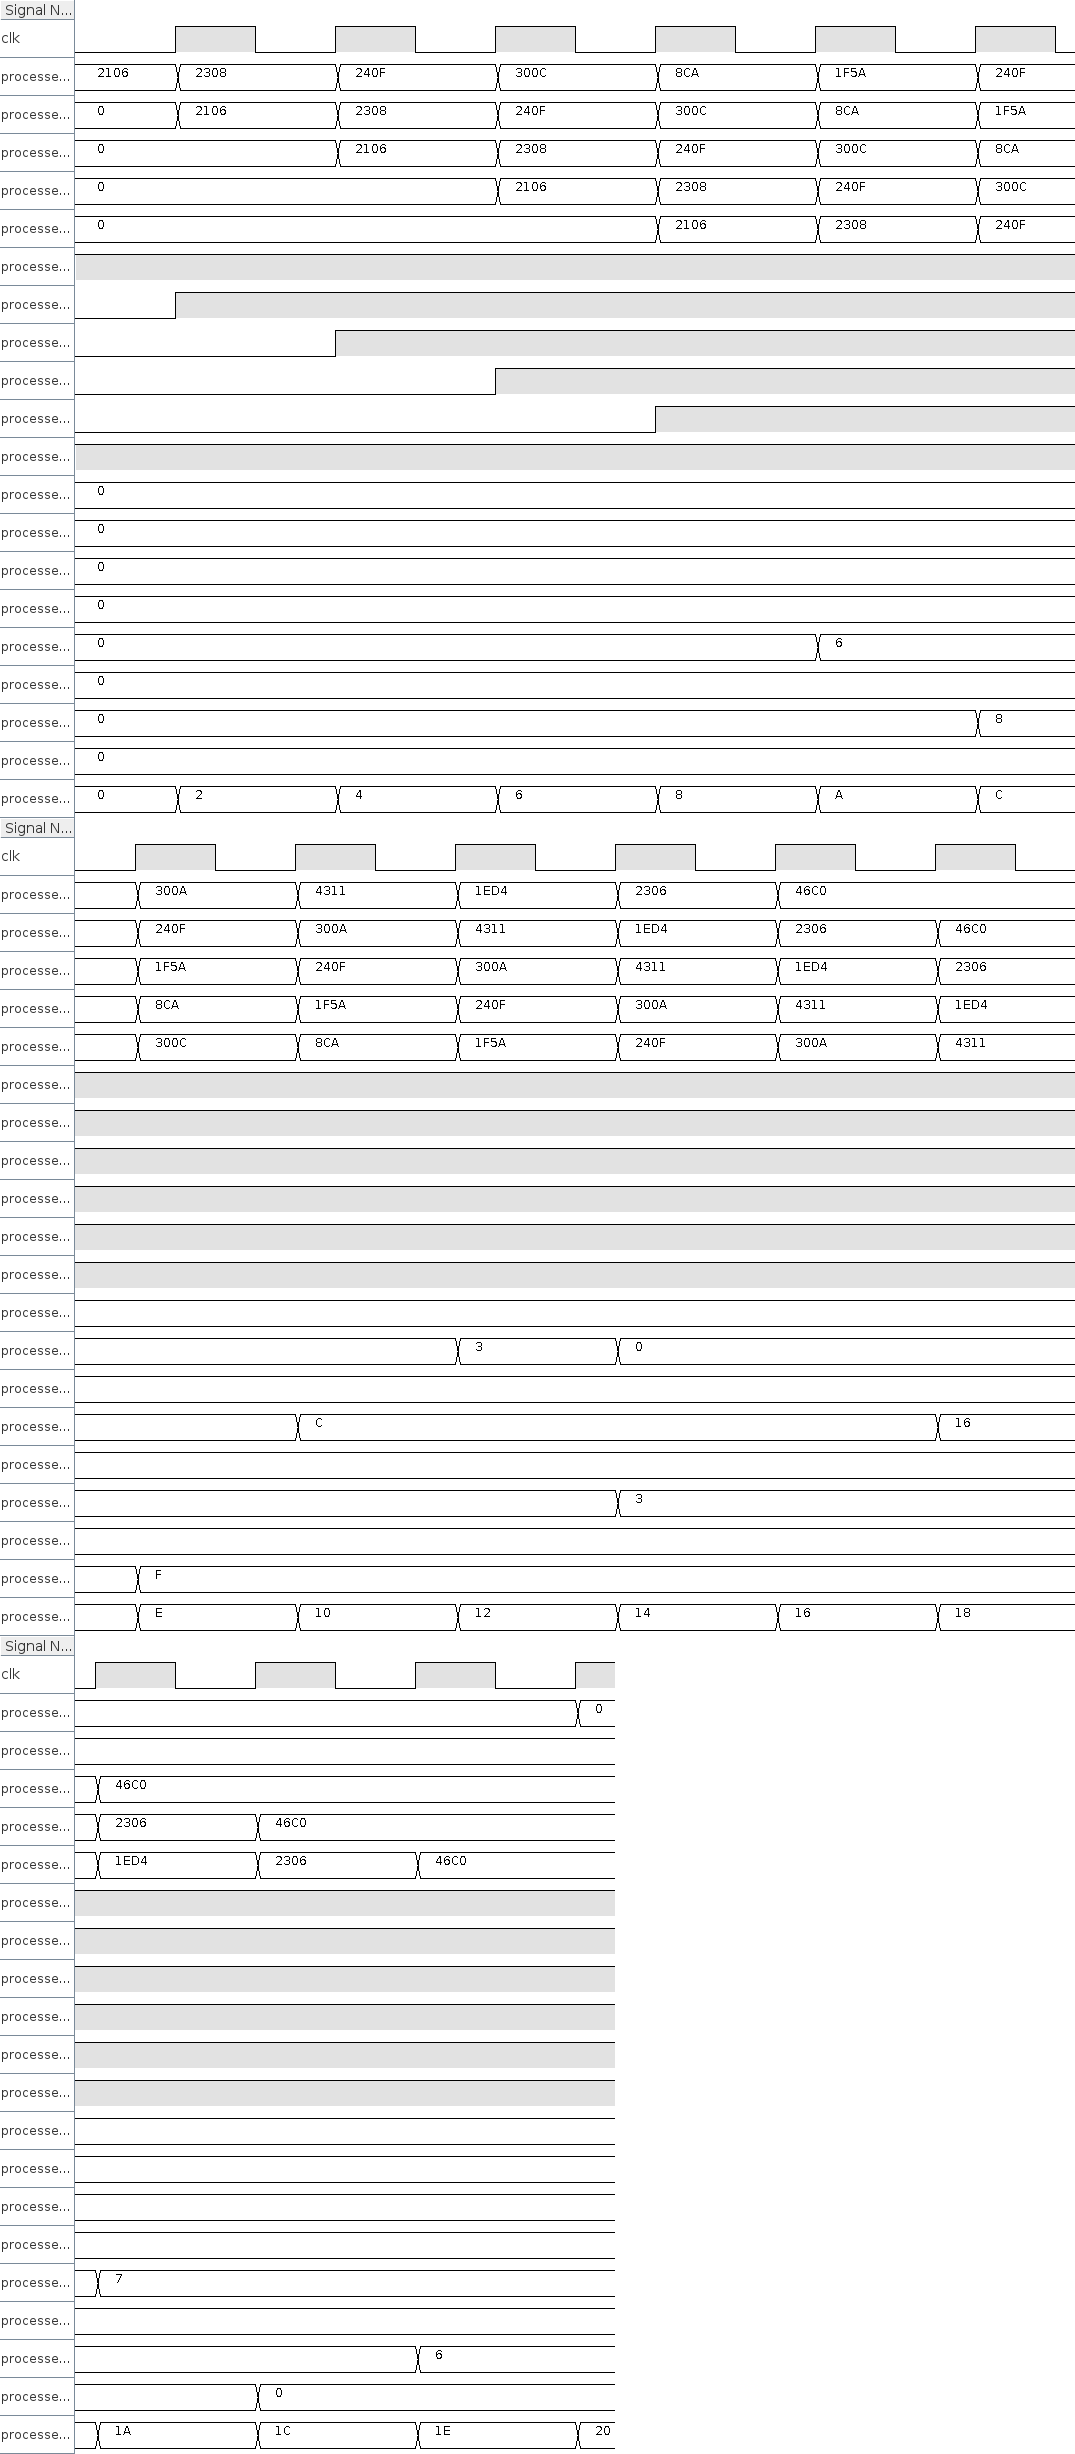 Signal N...
clk
processe... 2106 2308 240F 300C 8CA 1F5A 240F
processe... 0 2106 2308 240F 300C 8CA 1F5A
processe... 0 2106 2308 240F 300C 8CA
processe... 0 2106 2308 240F 300C
processe... 0 2106 2308 240F
processe...
processe...
processe...
processe...
processe...
processe...
processe... 0
processe... 0
processe... 0
processe... 0
processe... 0 6
processe... 0
processe... 0 8
processe... 0
processe... 0 2 4 6 8 A C
Signal N...
clk
processe... 300A 4311 1ED4 2306 46C0
processe... 240F 300A 4311 1ED4 2306 46C0
processe... 1F5A 240F 300A 4311 1ED4 2306
processe... 8CA 1F5A 240F 300A 4311 1ED4
processe... 300C 8CA 1F5A 240F 300A 4311
processe...
processe...
processe...
processe...
processe...
processe...
processe...
processe... 3 0
processe...
processe... C 16
processe...
processe... 3
processe...
processe... F
processe... E 10 12 14 16 18
Signal N...
clk
processe... 0
processe...
processe... 46C0
processe... 2306 46C0
processe... 1ED4 2306 46C0
processe...
processe...
processe...
processe...
processe...
processe...
processe...
processe...
processe...
processe...
processe... 7
processe...
processe... 6
processe... 0
processe... 1A 1C 1E 20